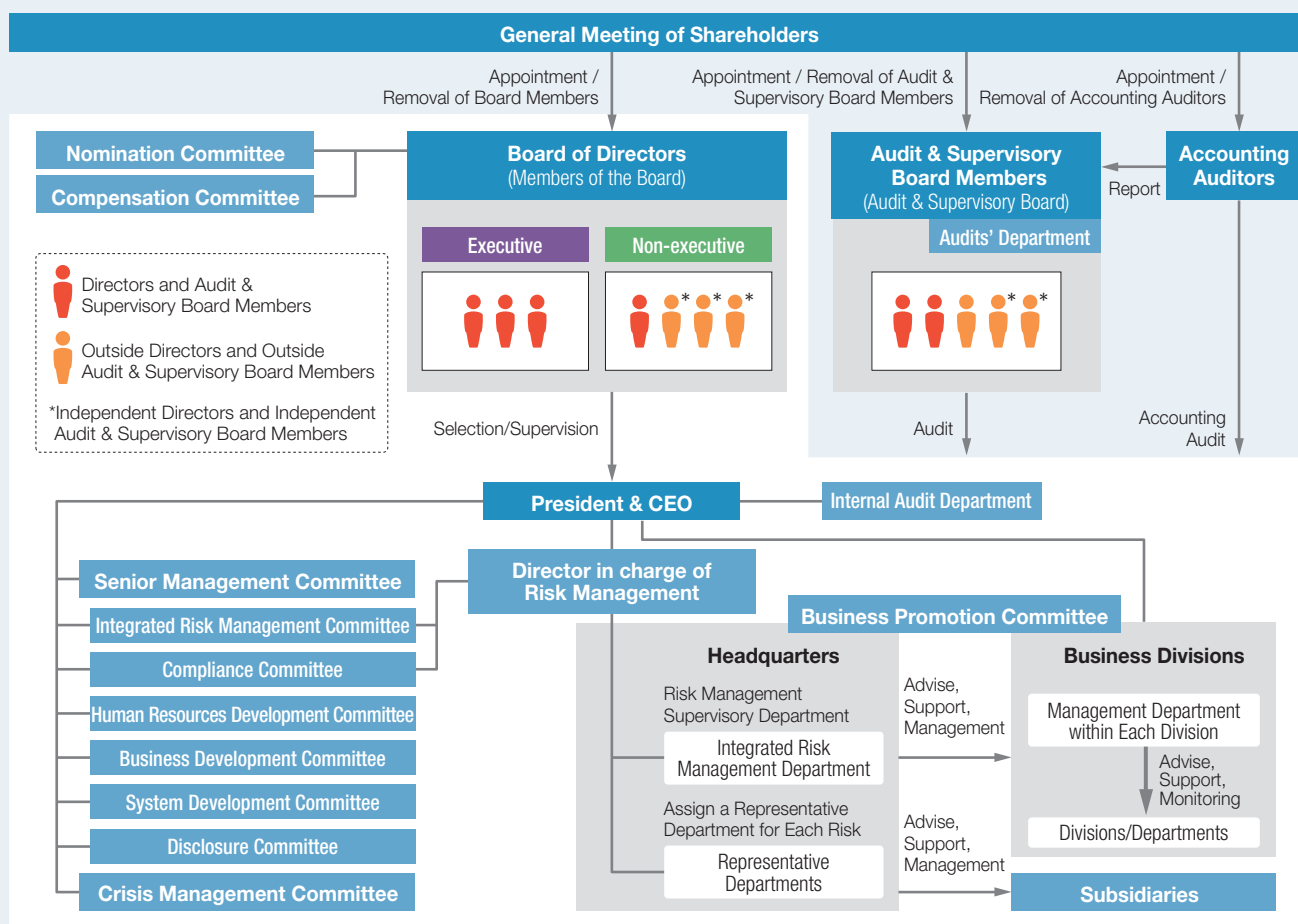 General Meeting of Shareholders
Appointment /
Removal of Board Members
Appointment / Removal of Audit &
Supervisory Board Members
Appointment /
Removal of Accounting Auditors
Nomination Committee
Compensation Committee
Board of Directors
(Members of the Board)
Executive
Non-executive
* * *
Audit & Supervisory
Board Members
(Audit & Supervisory Board)
Audits’ Department
* *
Report
Accounting
Auditors
Directors and Audit &
Supervisory Board Members
Outside Directors and Outside
Audit & Supervisory Board Members
*Independent Directors and Independent
Audit & Supervisory Board Members
Selection/Supervision
Audit
Accounting
Audit
President & CEO
Internal Audit Department
Senior Management Committee
Integrated Risk Management Committee
Compliance Committee
Human Resources Development Committee
Business Development Committee
System Development Committee
Disclosure Committee
Crisis Management Committee
Director in charge of
Risk Management
Business Promotion Committee
Headquarters
Risk Management
Supervisory Department
Integrated Risk
Management Department
Assign a Representative
Department for Each Risk
Representative
Departments
Advise,
Support,
Management
Advise,
Support,
Management
Business Divisions
Management Department
within Each Division
Advise,
Support,
Monitoring
Divisions/Departments
Subsidiaries